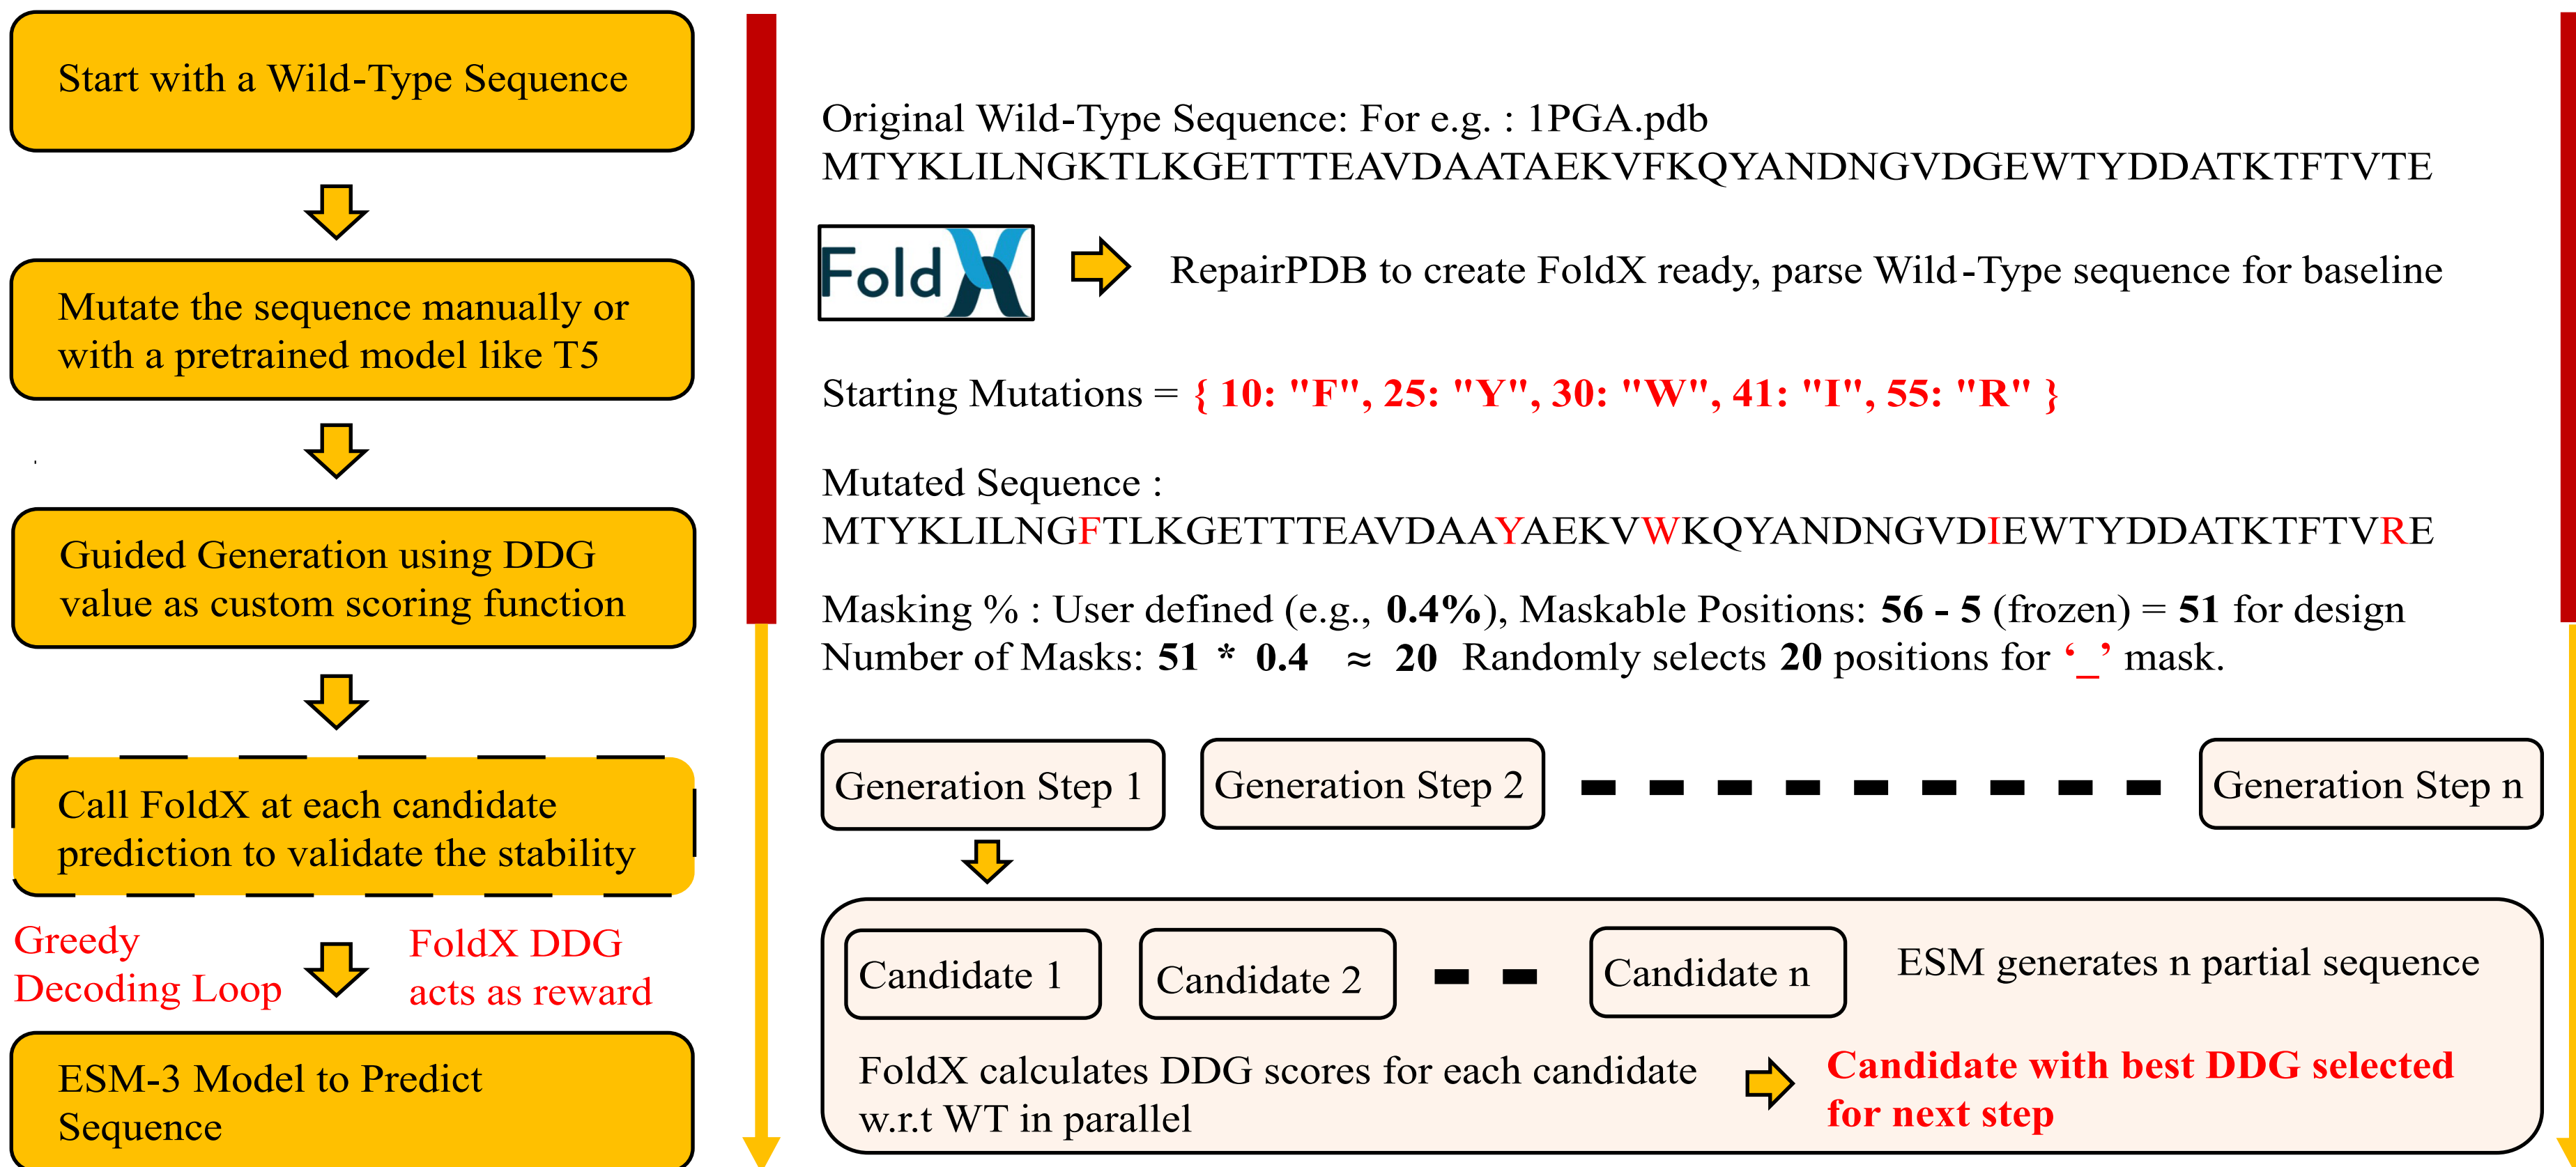 Start with a Wild-Type Sequence
Mutate the sequence manually or
with a pretrained model like T5
Guided Generation using DDG
value as custom scoring function
Call FoldX at each candidate
prediction to validate the stability
Greedy
Decoding Loop
FoldX DDG
acts as reward
ESM-3 Model to Predict
Sequence
Original Wild-Type Sequence: For e.g. : 1PGA.pdb
MTYKLILNGKTLKGETTTEAVDAATAEKVFKQYANDNGVDGEWTYDDATKTFTVTE
FoldX
RepairPDB to create FoldX ready, parse Wild-Type sequence for baseline
Starting Mutations = { 10: "F", 25: "Y", 30: "W", 41: "I", 55: "R" }
Mutated Sequence :
MTYKLILNGFTLKGETTTEAVDAAYAEKVWKQYANDNGVDIEWTYDDATKTFTVRE
Masking % : User defined (e.g., 0.4%), Maskable Positions: 56 - 5 (frozen) = 51 for design
Number of Masks: 51 * 0.4 ≈ 20 Randomly selects 20 positions for ‘_’ mask.
Generation Step 1
Generation Step 2
Generation Step n
Candidate 1
Candidate 2
Candidate n
ESM generates n partial sequence
FoldX calculates DDG scores for each candidate
w.r.t WT in parallel
Candidate with best DDG selected
for next step